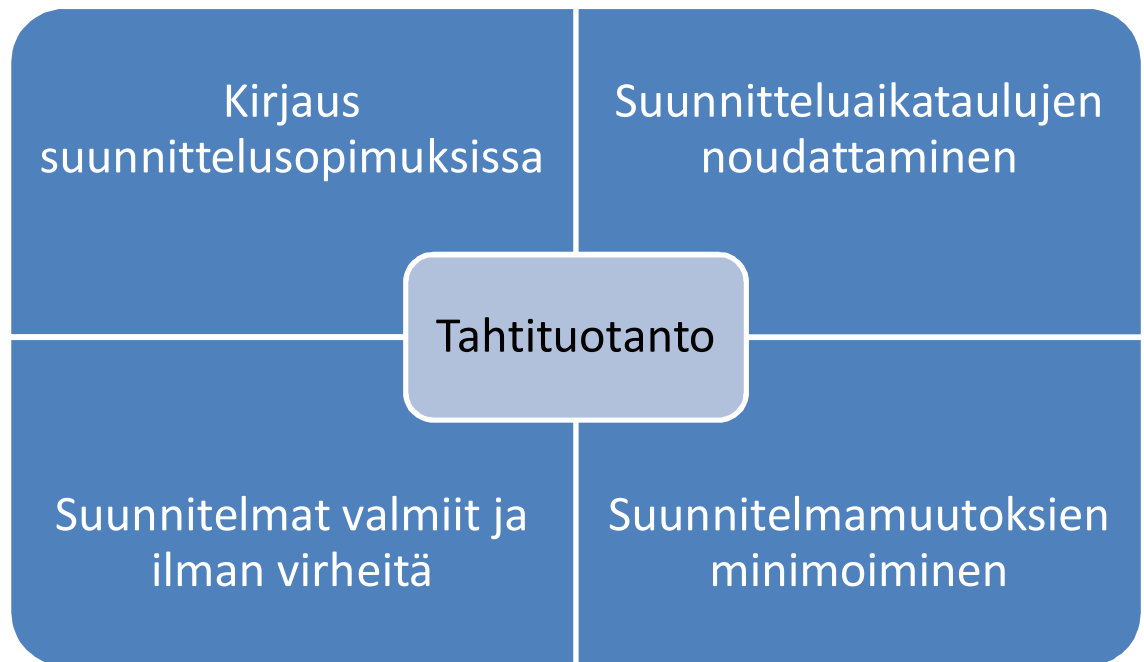 Kirjaus
suunnittelusopimuksissa
Suunnitteluaikataulujen
noudattaminen
Tahtituotanto
Suunnitelmat valmiit ja
ilman virheitä
Suunnitelmamuutoksien
minimoiminen